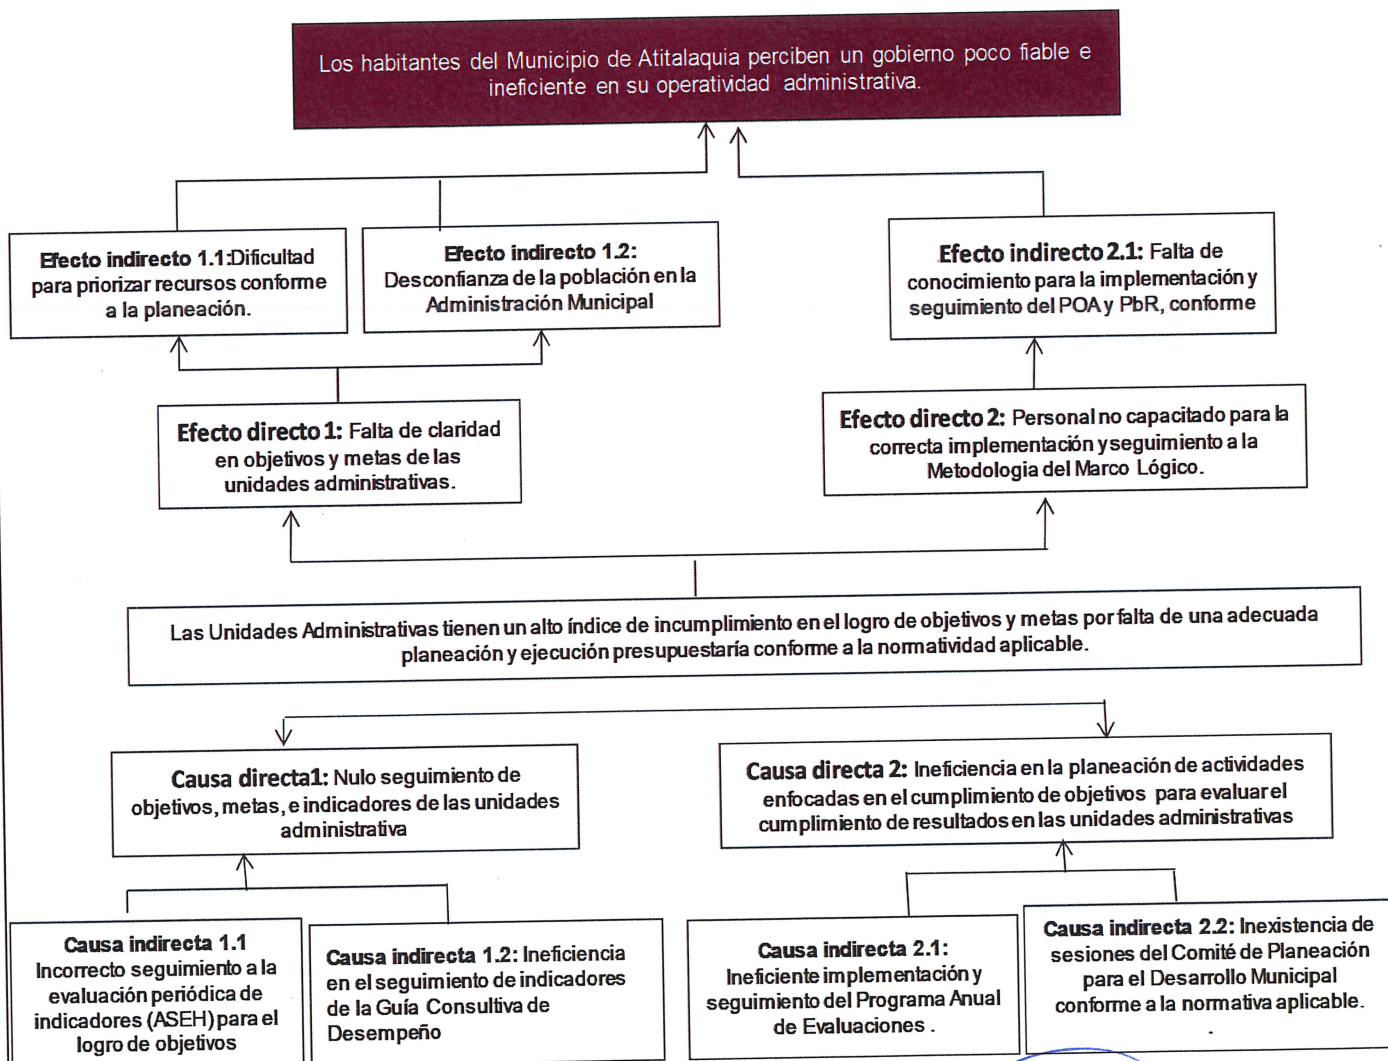 Los habitantes del Municipio de Atitalaquia perciben un gobierno poco fiable e
ineficiente en su operatividad administrativa.
Efecto indirecto 1.1:Dificultad
para priorizar recursos conforme
a la planeación.
Efecto indirecto 1.2:
Desconfianza de la población en la
Administración Municipal
Efecto indirecto 2.1: Falta de
conocimiento para la implementación y
seguimiento del POA y PbR, conforme
Efecto directo 1: Falta de claridad
en objetivos y metas de las
unidades administrativas.
Efecto directo 2: Personal no capacitado para la
correcta implementación y seguimiento a la
Metodologia del Marco Lógico.
Las Unidades Administrativas tienen un alto índice de incumplimiento en el logro de objetivos y metas por falta de una adecuada
planeación y ejecución presupuestaría conforme a la normatividad aplicable.
Causa directa1: Nulo seguimiento de
objetivos, metas, e indicadores de las unidades
administrativa
Causa directa 2: Ineficiencia en la planeación de actividades
enfocadas en el cumplimiento de objetivos para evaluar el
cumplimiento de resultados en las unidades administrativas
Causa indirecta 1.1
Incorrecto seguimiento a la
evaluación periódica de
indicadores (ASEH) para el
logro de objetivos
Causa indirecta 1.2: Ineficiencia
en el seguimiento de indicadores
de la Guía Consultiva de
Desempeño
Causa indirecta 2.1:
Ineficiente implementación y
seguimiento del Programa Anual
de Evaluaciones .
Causa indirecta 2.2: Inexistencia de
sesiones del Comité de Planeación
para el Desarrollo Municipal
conforme a la normativa aplicable.
.